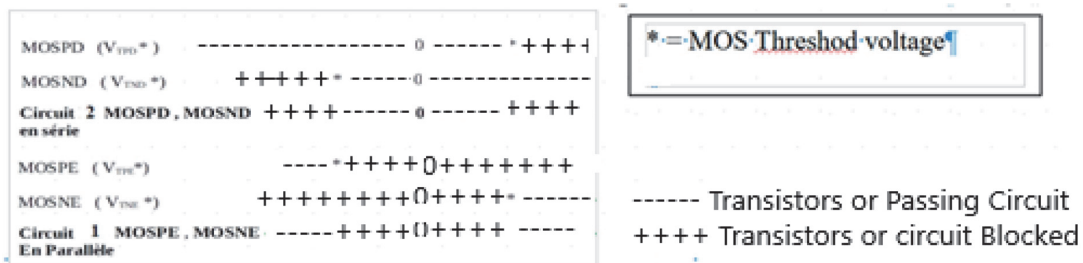 MOSPD (VTPD*) ------------------ 0 ------ *++++
MOSND (VTND*) +++++* ------0---------------
Circuit 2 MOSPD , MOSND ++++------0------ ++++
en série
MOSPE (VTPE*) ----*++++0+++++++
MOSNE (VTNE*) ++++++++0++++*------
Circuit 1 MOSPE , MOSNE -----++++0++++ -----
En Parallèle
* = MOS Threshod voltage¶
------ Transistors or Passing Circuit
++++ Transistors or circuit Blocked